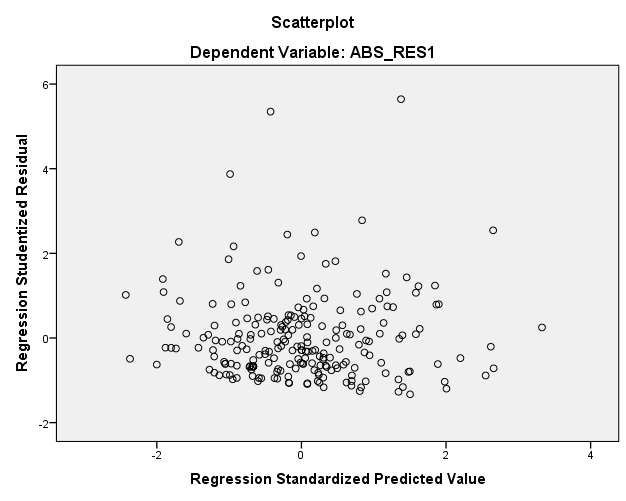 Scatterplot
Dependent Variable: ABS_RES1
Regression Studentized Residual
6
4
2
0
-2
-2
0
2
4
Regression Standardized Predicted Value